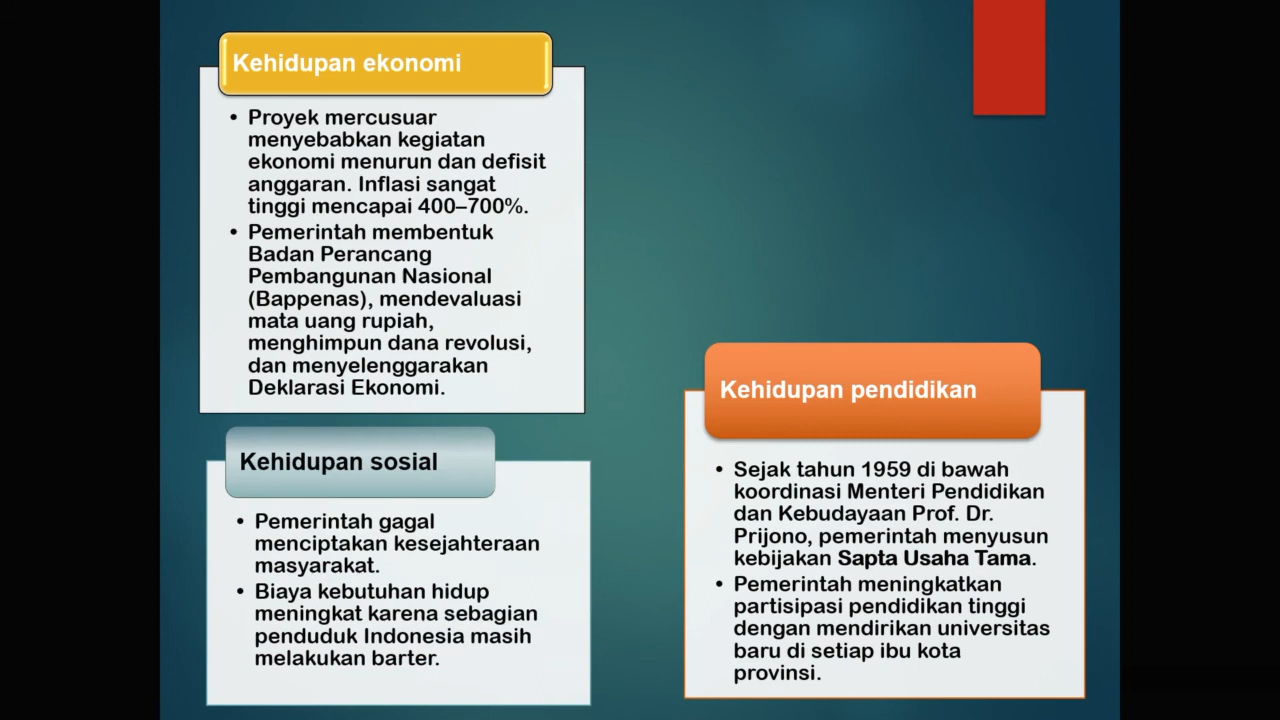 Kehidupan ekonomi
• Proyek mercusuar
menyebabkan kegiatan
ekonomi menurun dan defisit
anggaran. Inflasi sangat
tinggi mencapai 400–700%.
• Pemerintah membentuk
Badan Perancang
Pembangunan Nasional
(Bappenas), mendevaluasi
mata uang rupiah,
menghimpun dana revolusi,
dan menyelenggarakan
Deklarasi Ekonomi.
Kehidupan sosial
• Pemerintah gagal
menciptakan kesejahteraan
masyarakat.
• Biaya kebutuhan hidup
meningkat karena sebagian
penduduk Indonesia masih
melakukan barter.
Kehidupan pendidikan
• Sejak tahun 1959 di bawah
koordinasi Menteri Pendidikan
dan Kebudayaan Prof. Dr.
Prijono, pemerintah menyusun
kebijakan Sapta Usaha Tama.
• Pemerintah meningkatkan
partisipasi pendidikan tinggi
dengan mendirikan universitas
baru di setiap ibu kota
provinsi.